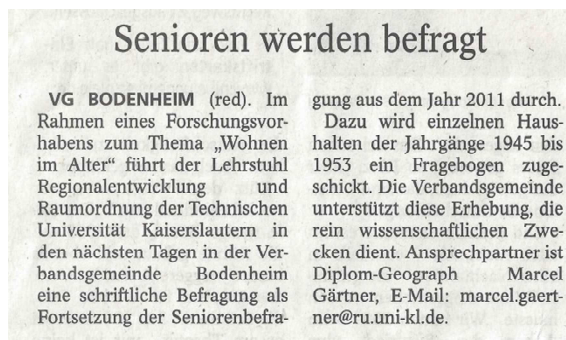 Senioren werden befragt
VG BODENHEIM (red). Im
Rahmen eines Forschungsvor-
habens zum Thema „Wohnen
im Alter“ führt der Lehrstuhl
Regionalentwicklung und
Raumordnung der Technischen
Universität Kaiserslautern in
den nächsten Tagen in der Ver-
bandsgemeinde Bodenheim
eine schriftliche Befragung als
Fortsetzung der Seniorenbefra-
gung aus dem Jahr 2011 durch.
Dazu wird einzelnen Haus-
halten der Jahrgänge 1945 bis
1953 ein Fragebogen zuge-
schickt. Die Verbandsgemeinde
unterstützt diese Erhebung, die
rein wissenschaftlichen Zwe-
cken dient. Ansprechpartner ist
Diplom-Geograph Marcel
Gärtner, E-Mail: marcel.gaert-
ner@ru.uni-kl.de.